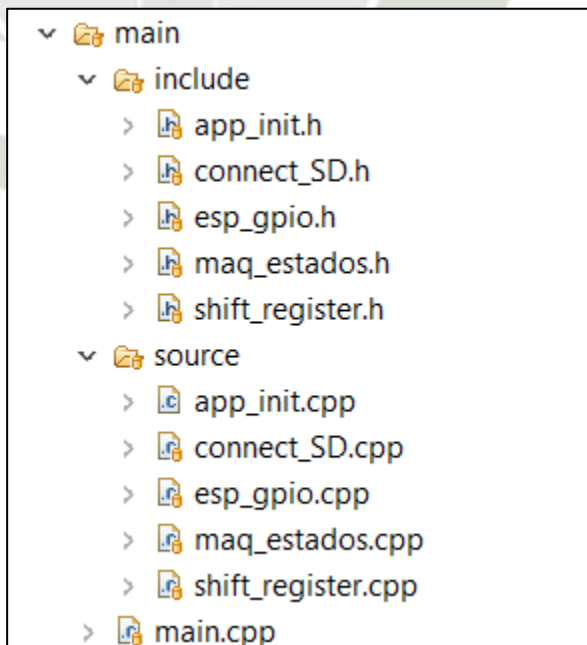 main
include
app_init.h
connect_SD.h
esp_gpio.h
maq_estados.h
shift_register.h
source
app_init.cpp
connect_SD.cpp
esp_gpio.cpp
maq_estados.cpp
shift_register.cpp
main.cpp